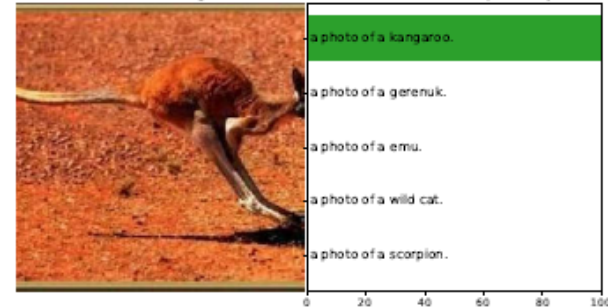 a photo of a kangaroo.
a photo of a gerenuk.
a photo of a emu.
a photo of a wild cat.
a photo of a scorpion.
0 20 40 60 80 100